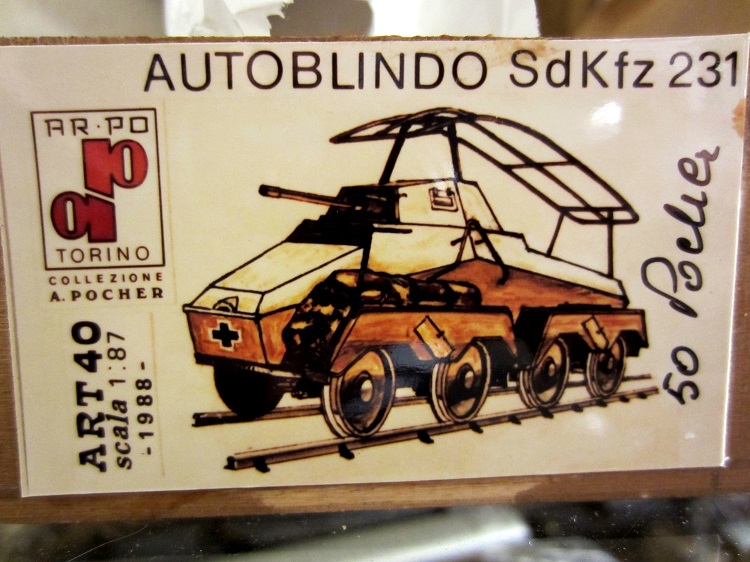 AUTOBLINDO SdKfz 231
AR·PO
TORINO
COLLEZIONE
A. POCHER
ART 40
scala 1:87
-1988-
50 Pocher